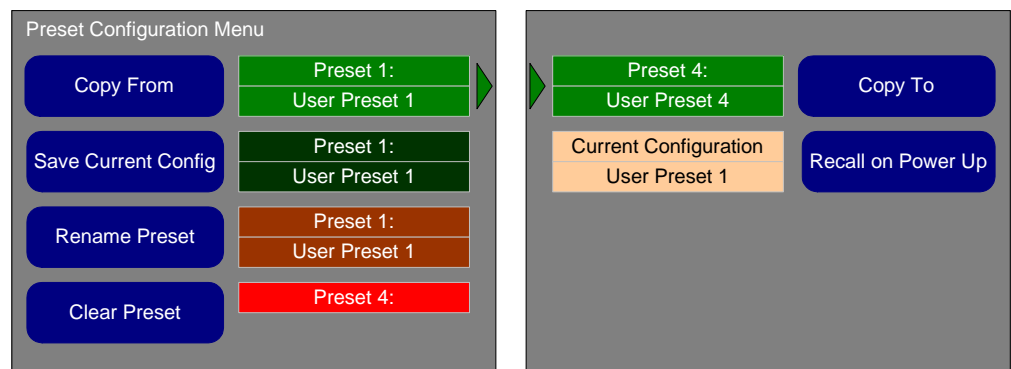 Preset Configuration Menu
Copy From
Preset 1:
User Preset 1
Save Current Config
Preset 1:
User Preset 1
Rename Preset
Preset 1:
User Preset 1
Clear Preset
Preset 4:
Preset 4:
User Preset 4
Copy To
Current Configuration
User Preset 1
Recall on Power Up